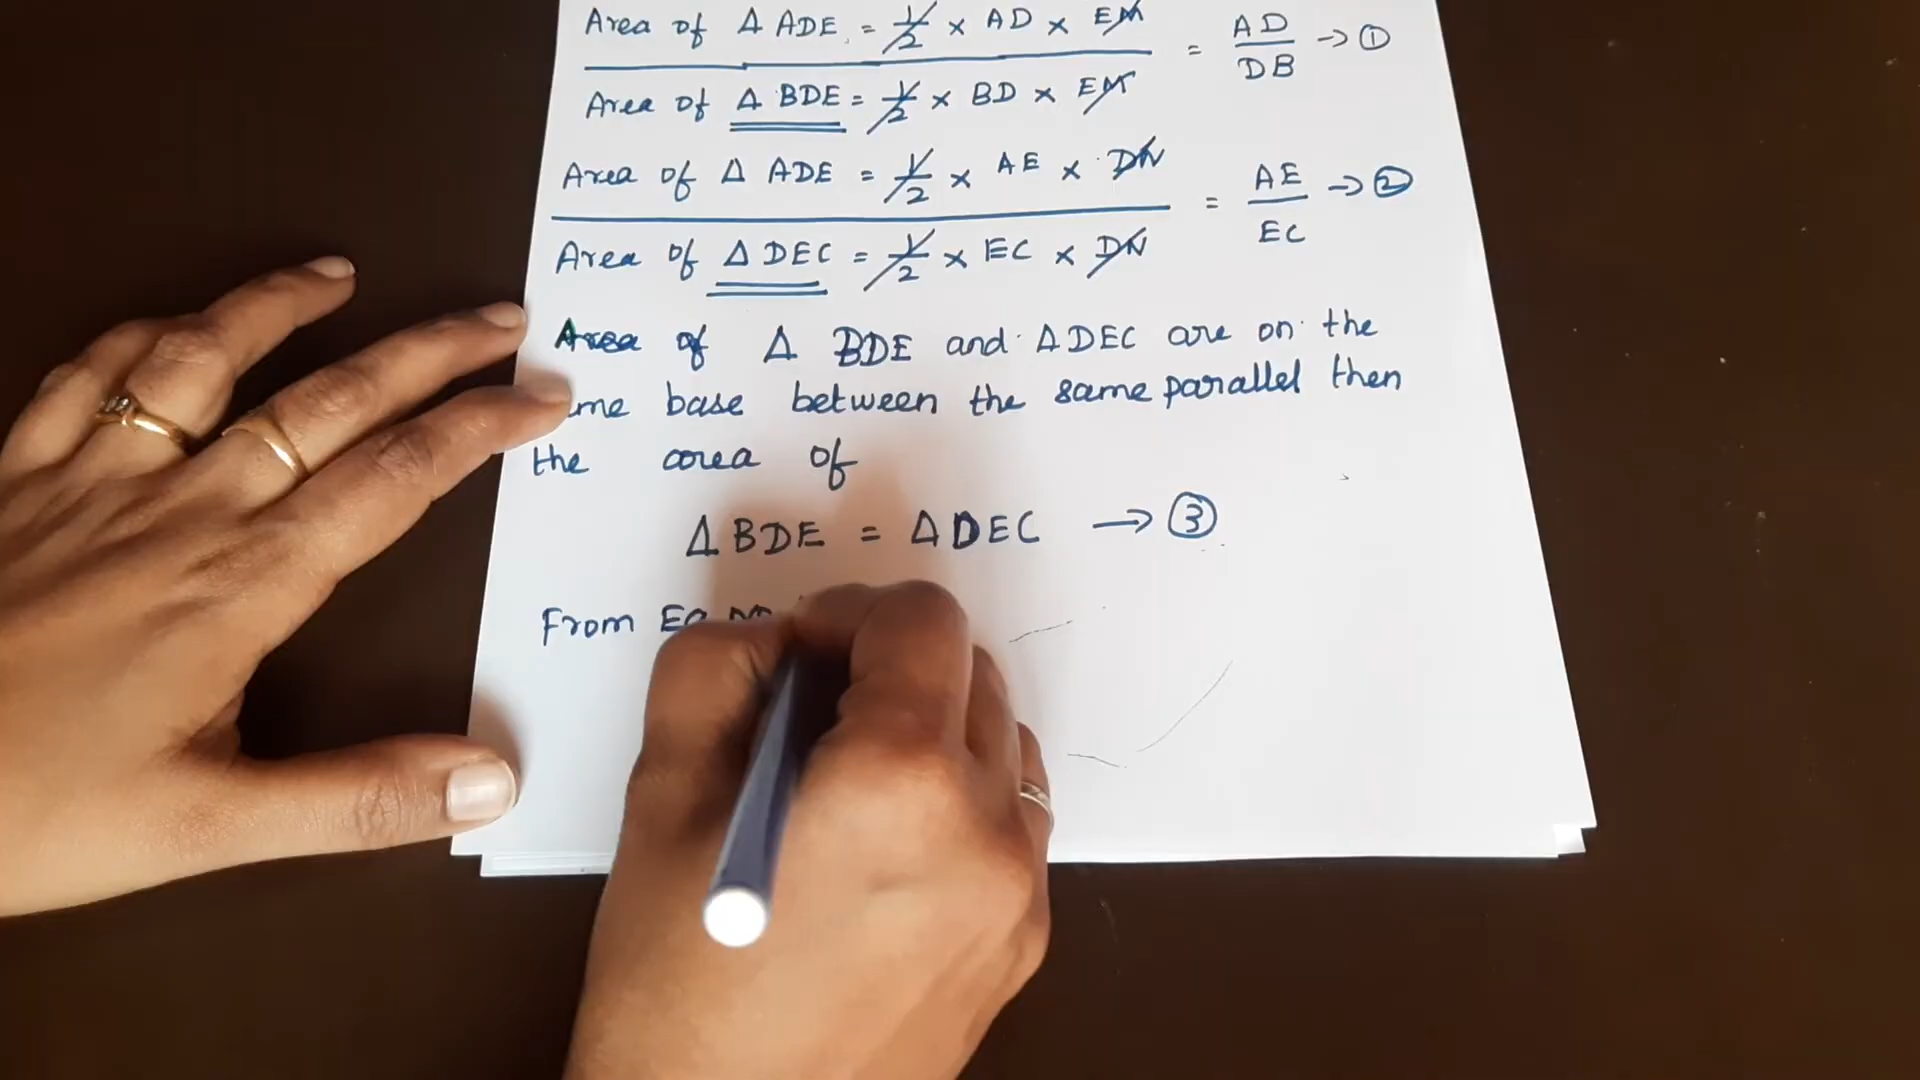 Area of Δ ADE = 1/2 × AD × EM
= AD/DB → ①
Area of Δ BDE = 1/2 × BD × EM
Area of Δ ADE = 1/2 × AE × DN
= AE/EC → ②
Area of Δ DEC = 1/2 × EC × DN
Area of Δ BDE and Δ DEC are on the
me base between the same parallel then
the area of
Δ BDE = Δ DEC → ③
From